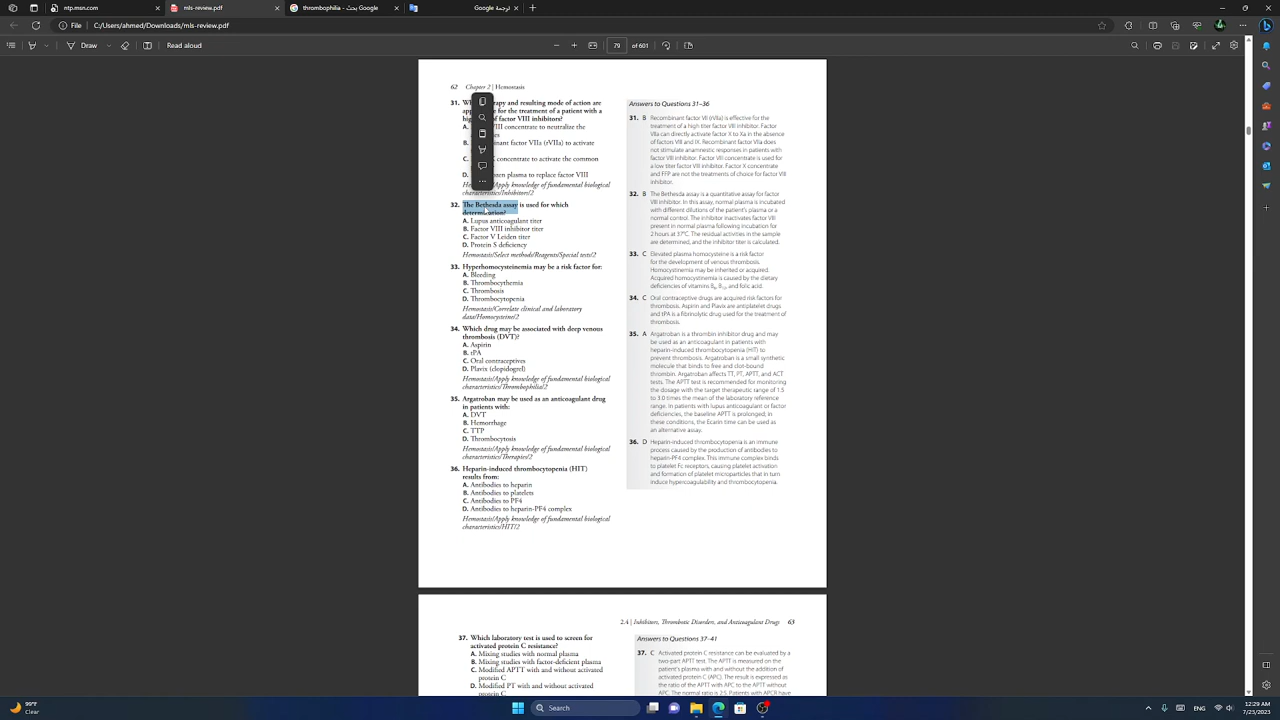 ntmpmsmr.com
thrombophilia - Google بحث
Google ترجمة
File
C:/Users/ahmed/Downloads/mls-review.pdf
Draw
Read aloud
79 of 601
62 Chapter 2 | Hemostasis
31.
apy and resulting mode of action are
for the treatment of a patient with a
of factor VIII inhibitors?
A.
VIII concentrate to neutralize the
B.
factor VIIa (rVIIa) to activate
C.
concentrate to activate the common
D.
plasma to replace factor VIII
Apply knowledge of fundamental biological
characteristics/Inhibitors/2
32. The Bethesda assay is used for which
determination?
A. Lupus anticoagulant titer
B. Factor VIII inhibitor titer
C. Factor V Leiden titer
D. Protein S deficiency
Hemostasis/Select methods/Reagents/Special tests/2
33. Hyperhomocysteinemia may be a risk factor for:
A. Bleeding
B. Thrombocythemia
C. Thrombosis
D. Thrombocytopenia
Hemostasis/Correlate clinical and laboratory
data/Homocysteine/2
34. Which drug may be associated with deep venous
thrombosis (DVT)?
A. Aspirin
B. tPA
C. Oral contraceptives
D. Plavix (clopidogrel)
Hemostasis/Apply knowledge of fundamental biological
characteristics/Thrombophilia/2
35. Argatroban may be used as an anticoagulant drug
in patients with:
A. DVT
B. Hemorrhage
C. TTP
D. Thrombocytosis
Hemostasis/Apply knowledge of fundamental biological
characteristics/Therapies/2
36. Heparin-induced thrombocytopenia (HIT)
results from:
A. Antibodies to heparin
B. Antibodies to platelets
C. Antibodies to PF4
D. Antibodies to heparin-PF4 complex
Hemostasis/Apply knowledge of fundamental biological
characteristics/HIT/2
Answers to Questions 31–36
31. B Recombinant factor VII (rVIIa) is effective for the
treatment of a high titer factor VIII inhibitor. Factor
VIIa can directly activate factor X to Xa in the absence
of factors VIII and IX. Recombinant factor VIIa does
not stimulate anamnestic responses in patients with
factor VIII inhibitor. Factor VIII concentrate is used for
a low titer factor VIII inhibitor. Factor X concentrate
and FFP are not the treatments of choice for factor VIII
inhibitor.
32. B The Bethesda assay is a quantitative assay for factor
VIII inhibitor. In this assay, normal plasma is incubated
with different dilutions of the patient's plasma or a
normal control. The inhibitor inactivates factor VIII
present in normal plasma following incubation for
2 hours at 37°C. The residual activities in the sample
are determined, and the inhibitor titer is calculated.
33. C Elevated plasma homocysteine is a risk factor
for the development of venous thrombosis.
Homocystinemia may be inherited or acquired.
Acquired homocystinemia is caused by the dietary
deficiencies of vitamins B6, B12, and folic acid.
34. C Oral contraceptive drugs are acquired risk factors for
thrombosis. Aspirin and Plavix are antiplatelet drugs
and tPA is a fibrinolytic drug used for the treatment of
thrombosis.
35. A Argatroban is a thrombin inhibitor drug and may
be used as an anticoagulant in patients with
heparin-induced thrombocytopenia (HIT) to
prevent thrombosis. Argatroban is a small synthetic
molecule that binds to free and clot-bound
thrombin. Argatroban affects TT, PT, APTT, and ACT
tests. The APTT test is recommended for monitoring
the dosage with the target therapeutic range of 1.5
to 3.0 times the mean of the laboratory reference
range. In patients with lupus anticoagulant or factor
deficiencies, the baseline APTT is prolonged; in
these conditions, the Ecarin time can be used as
an alternative assay.
36. D Heparin-induced thrombocytopenia is an immune
process caused by the production of antibodies to
heparin-PF4 complex. This immune complex binds
to platelet Fc receptors, causing platelet activation
and formation of platelet microparticles that in turn
induce hypercoagulability and thrombocytopenia.
2.4 | Inhibitors, Thrombotic Disorders, and Anticoagulant Drugs 63
37. Which laboratory test is used to screen for
activated protein C resistance?
A. Mixing studies with normal plasma
B. Mixing studies with factor-deficient plasma
C. Modified APTT with and without activated
protein C
D. Modified PT with and without activated
protein C
Answers to Questions 37–41
37. C Activated protein C resistance can be evaluated by a
two-part APTT test. The APTT is measured on the
patient's plasma with and without the addition of
activated protein C (APC). The result is expressed as
the ratio of the APTT with APC to the APTT without
APC. The normal ratio is 2.5. Patients with APCR have
99°F
Clear
Search
12:29 AM
7/23/2023